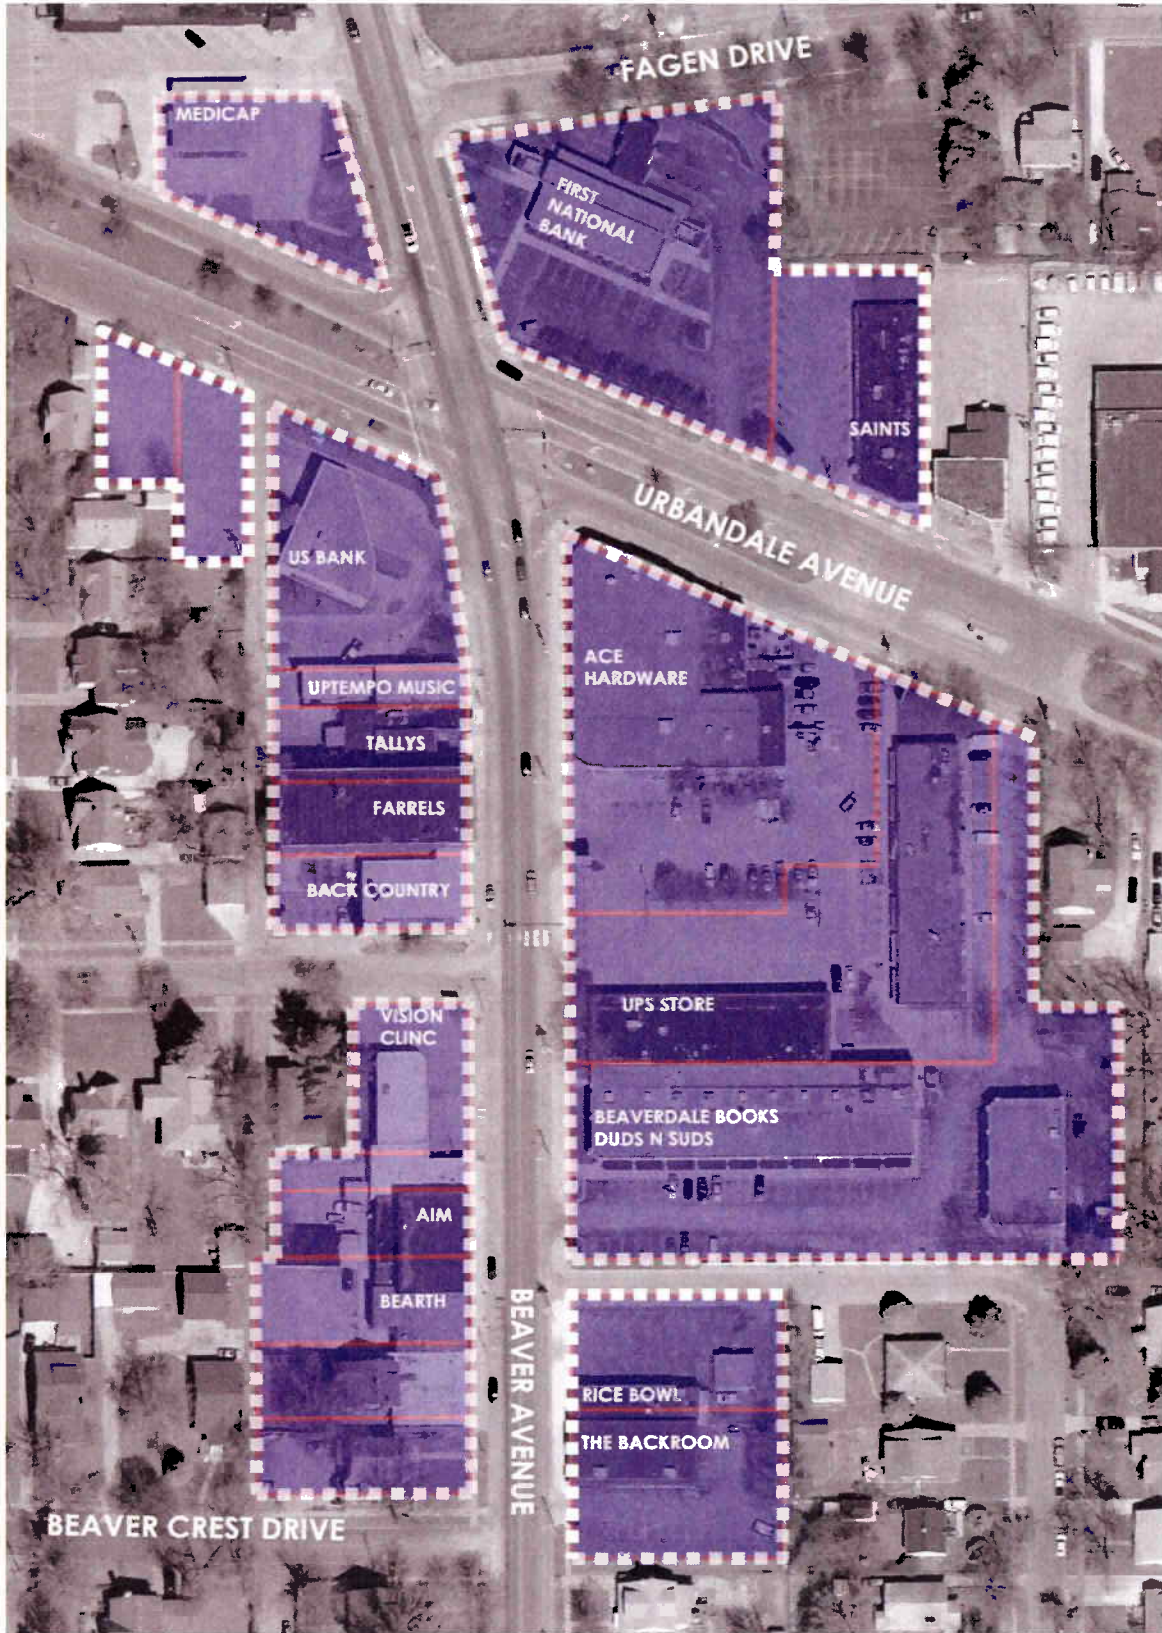 FAGEN DRIVE
MEDICAP
FIRST
NATIONAL
BANK
SAINTS
URBANDALE AVENUE
US BANK
ACE
HARDWARE
UPTEMPO MUSIC
TALLYS
FARRELS
BACK COUNTRY
UPS STORE
VISION
CLINC
BEAVERDALE BOOKS
DUDS N SUDS
AIM
BEARTH
BEAVER AVENUE
RICE BOWL
THE BACKROOM
BEAVER CREST DRIVE